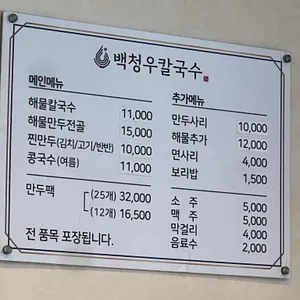 백청우칼국수
메인메뉴
해물칼국수 11,000
해물만두전골 15,000
찐만두(김치/고기/반반) 10,000
콩국수(여름) 11,000
만두팩 (25개) 32,000
(12개) 16,500
전 품목 포장됩니다.
추가메뉴
만두사리 10,000
해물추가 12,000
면사리 4,000
보리밥 1,500
소 주 5,000
맥 주 5,000
막걸리 4,000
음료수 2,000